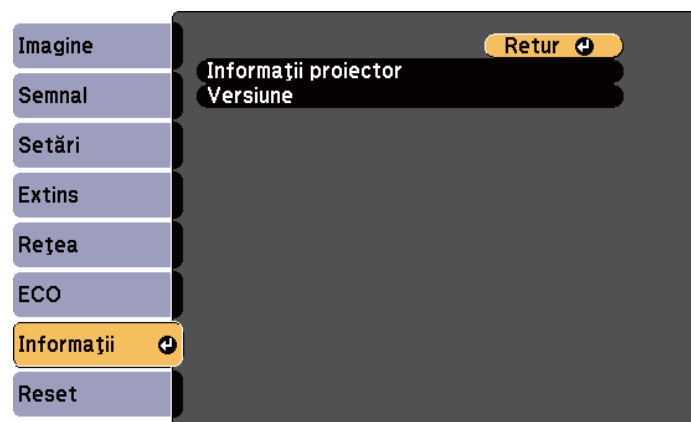 Imagine
Semnal
Setări
Extins
Reţea
ECO
Informaţii
Reset
Retur
Informaţii proiector
Versiune